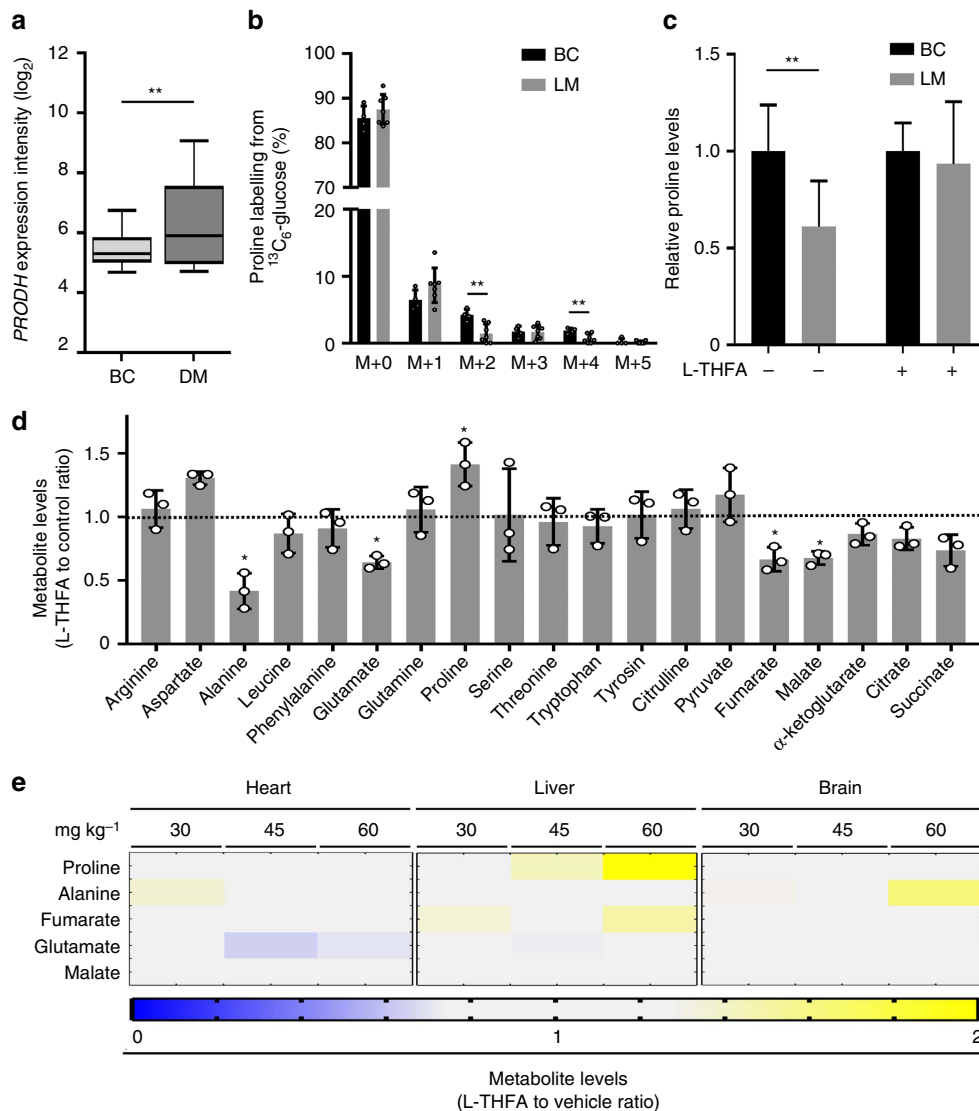 a
PRODH expression intensity (log2)
12
10
8
6
4
2
**
BC
DM
b
Proline labelling from
13C6-glucose (%)
100
90
80
70
20
10
0
BC
LM
**
**
M+0
M+1
M+2
M+3
M+4
M+5
c
Relative proline levels
1.5
1.0
0.5
0
BC
LM
**
L-THFA
–
–
+
+
d
Metabolite levels
(L-THFA to control ratio)
1.5
1.0
0.5
0
*
*
*
*
*
Arginine
Aspartate
Alanine
Leucine
Phenylalanine
Glutamate
Glutamine
Proline
Serine
Threonine
Tryptophan
Tyrosin
Citrulline
Pyruvate
Fumarate
Malate
α-ketoglutarate
Citrate
Succinate
e
Heart
Liver
Brain
mg kg–1
30
45
60
30
45
60
30
45
60
Proline
Alanine
Fumarate
Glutamate
Malate
0
1
2
Metabolite levels
(L-THFA to vehicle ratio)